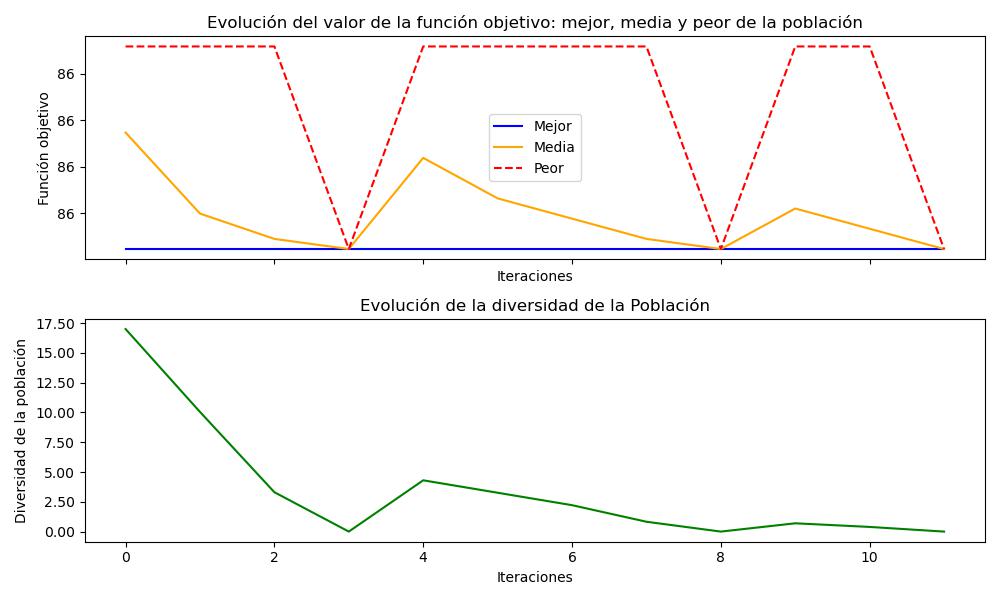 Evolución del valor de la función objetivo: mejor, media y peor de la población
Función objetivo
86
86
86
86
Mejor
Media
Peor
Iteraciones
Evolución de la diversidad de la Población
Diversidad de la población
17.50
15.00
12.50
10.00
7.50
5.00
2.50
0.00
0 2 4 6 8 10
Iteraciones